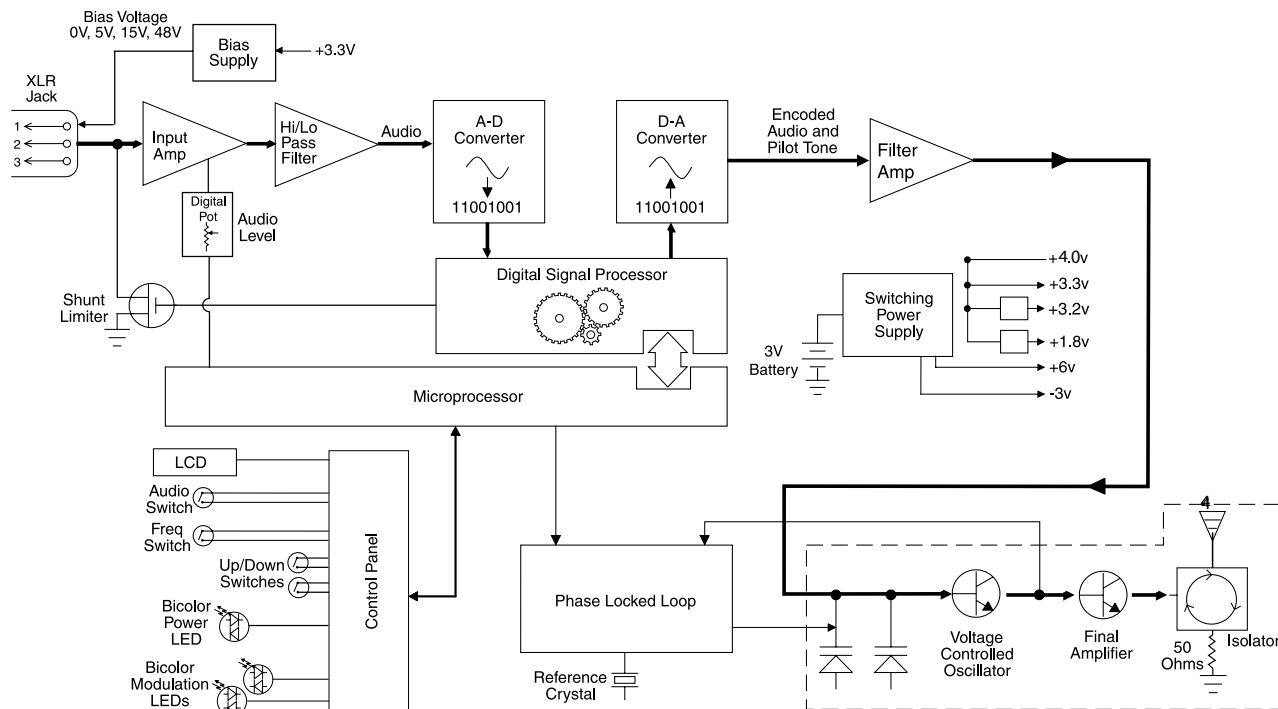 Bias Voltage
0V, 5V, 15V, 48V
Bias
Supply
+3.3V
XLR
Jack
1
2
3
Input
Amp
Hi/Lo
Pass
Filter
Audio
A-D
Converter
11001001
D-A
Converter
11001001
Encoded
Audio and
Pilot Tone
Filter
Amp
Digital
Pot
Audio
Level
Shunt
Limiter
Digital Signal Processor
Switching
Power
Supply
3V
Battery
+4.0v
+3.3v
+3.2v
+1.8v
+6v
-3v
Microprocessor
LCD
Audio
Switch
Freq
Switch
Up/Down
Switches
Bicolor
Power
LED
Bicolor
Modulation
LEDs
Control Panel
Phase Locked Loop
Reference
Crystal
Voltage
Controlled
Oscillator
Final
Amplifier
4
50
Ohms
Isolator